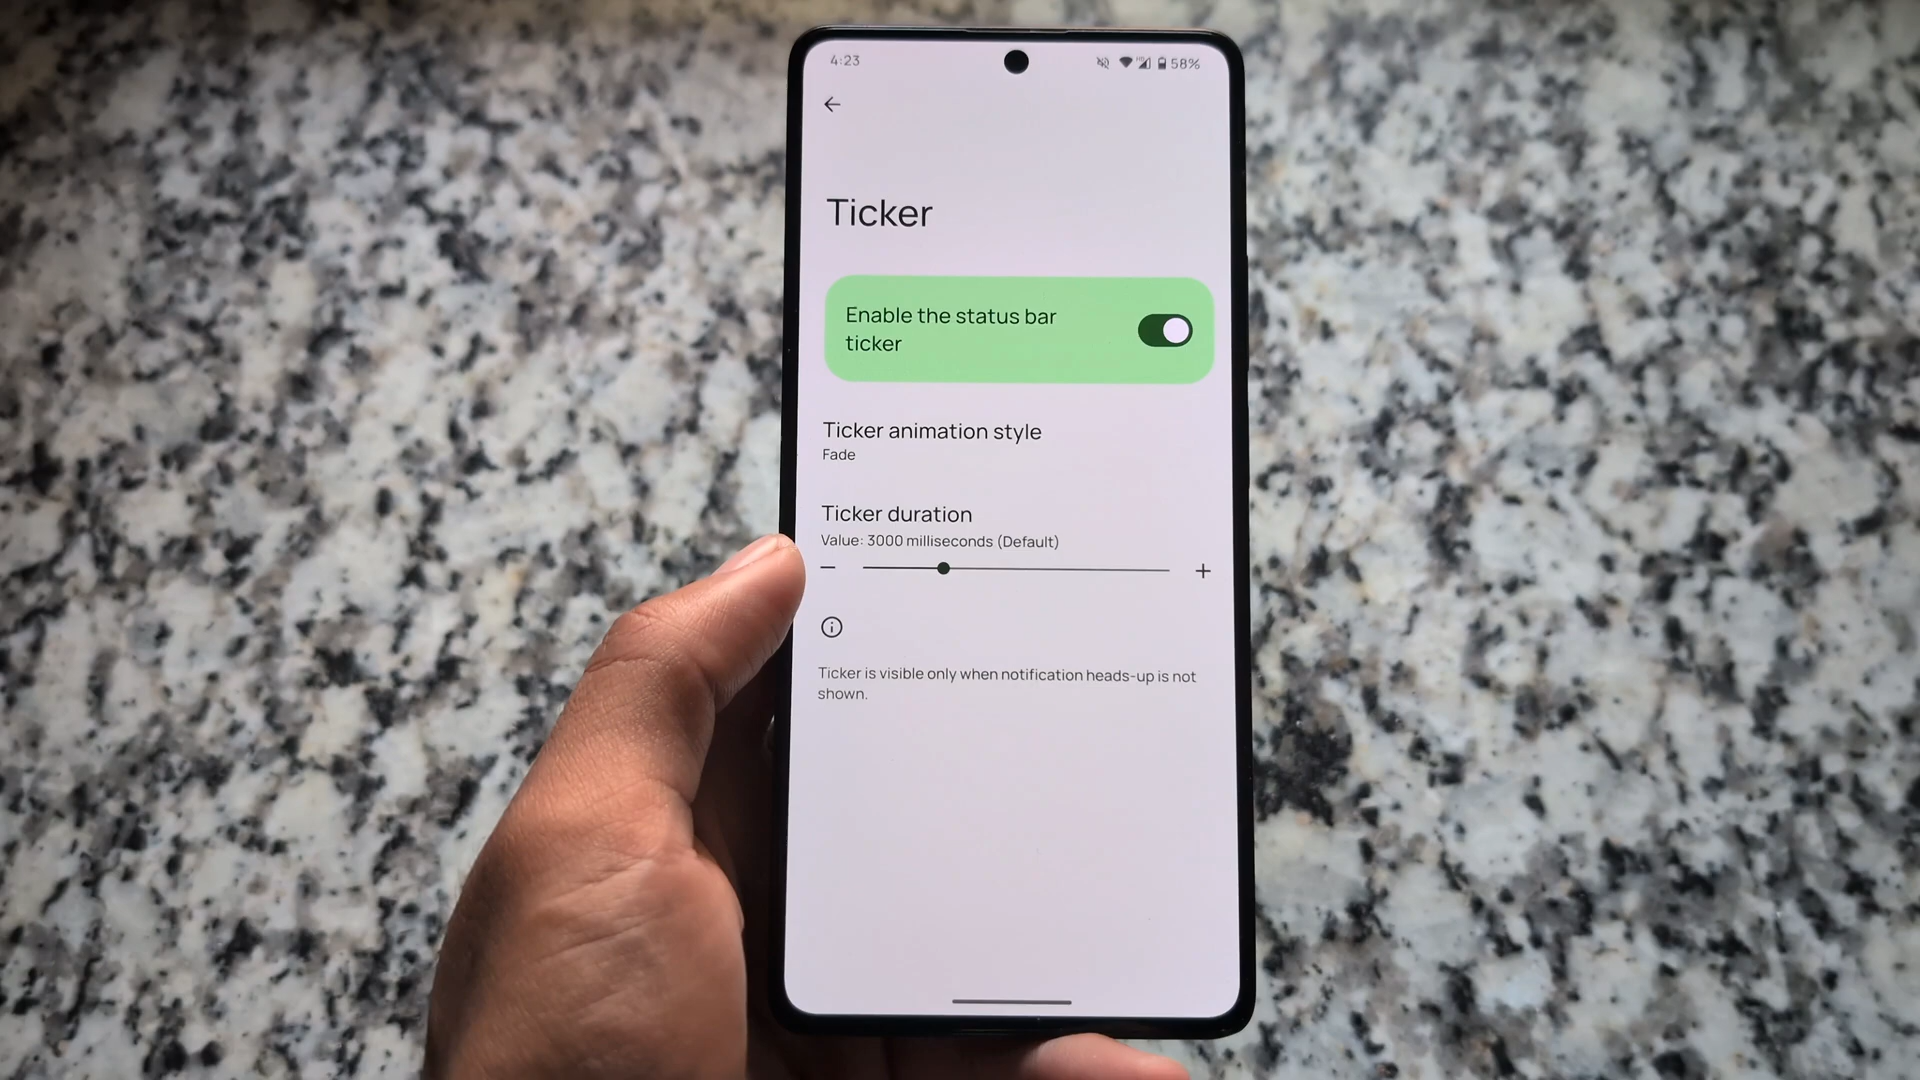 4:23
58%
Ticker
Enable the status bar
ticker
Ticker animation style
Fade
Ticker duration
Value: 3000 milliseconds (Default)
Ticker is visible only when notification heads-up is not
shown.